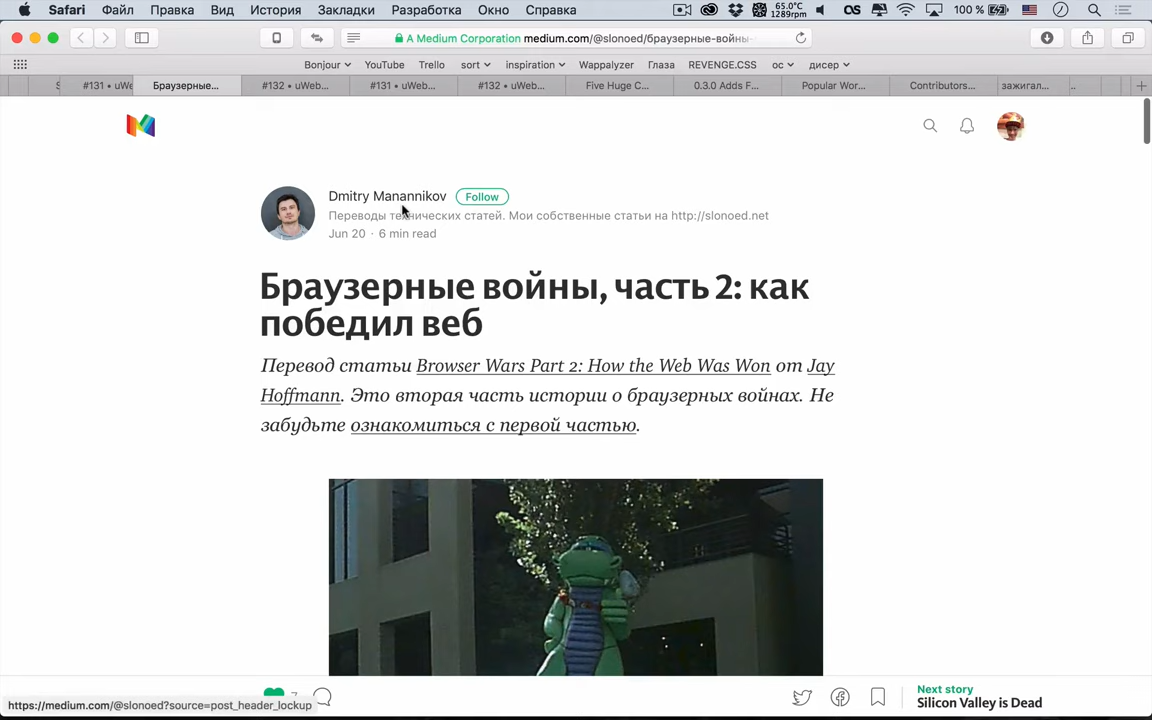 Safari Файл Правка Вид История Закладки Разработка Окно Справка 65.0°C 1289rpm 100 %
A Medium Corporation medium.com/@slonoed/браузерные-войны-
Bonjour YouTube Trello sort inspiration Wappalyzer Глаза REVENGE.CSS ос дисер
#131 • uWe Браузерные... #132 • uWeb... #131 • uWeb... #132 • uWeb... Five Huge C... 0.3.0 Adds F... Popular Wor... Contributors... зажигал... ..
Dmitry Manannikov Follow
Переводы технических статей. Мои собственные статьи на http://slonoed.net
Jun 20 · 6 min read
Браузерные войны, часть 2: как
победил веб
Перевод статьи Browser Wars Part 2: How the Web Was Won от Jay
Hoffmann. Это вторая часть истории о браузерных войнах. Не
забудьте ознакомиться с первой частью.
Next story
Silicon Valley is Dead
https://medium.com/@slonoed?source=post_header_lockup